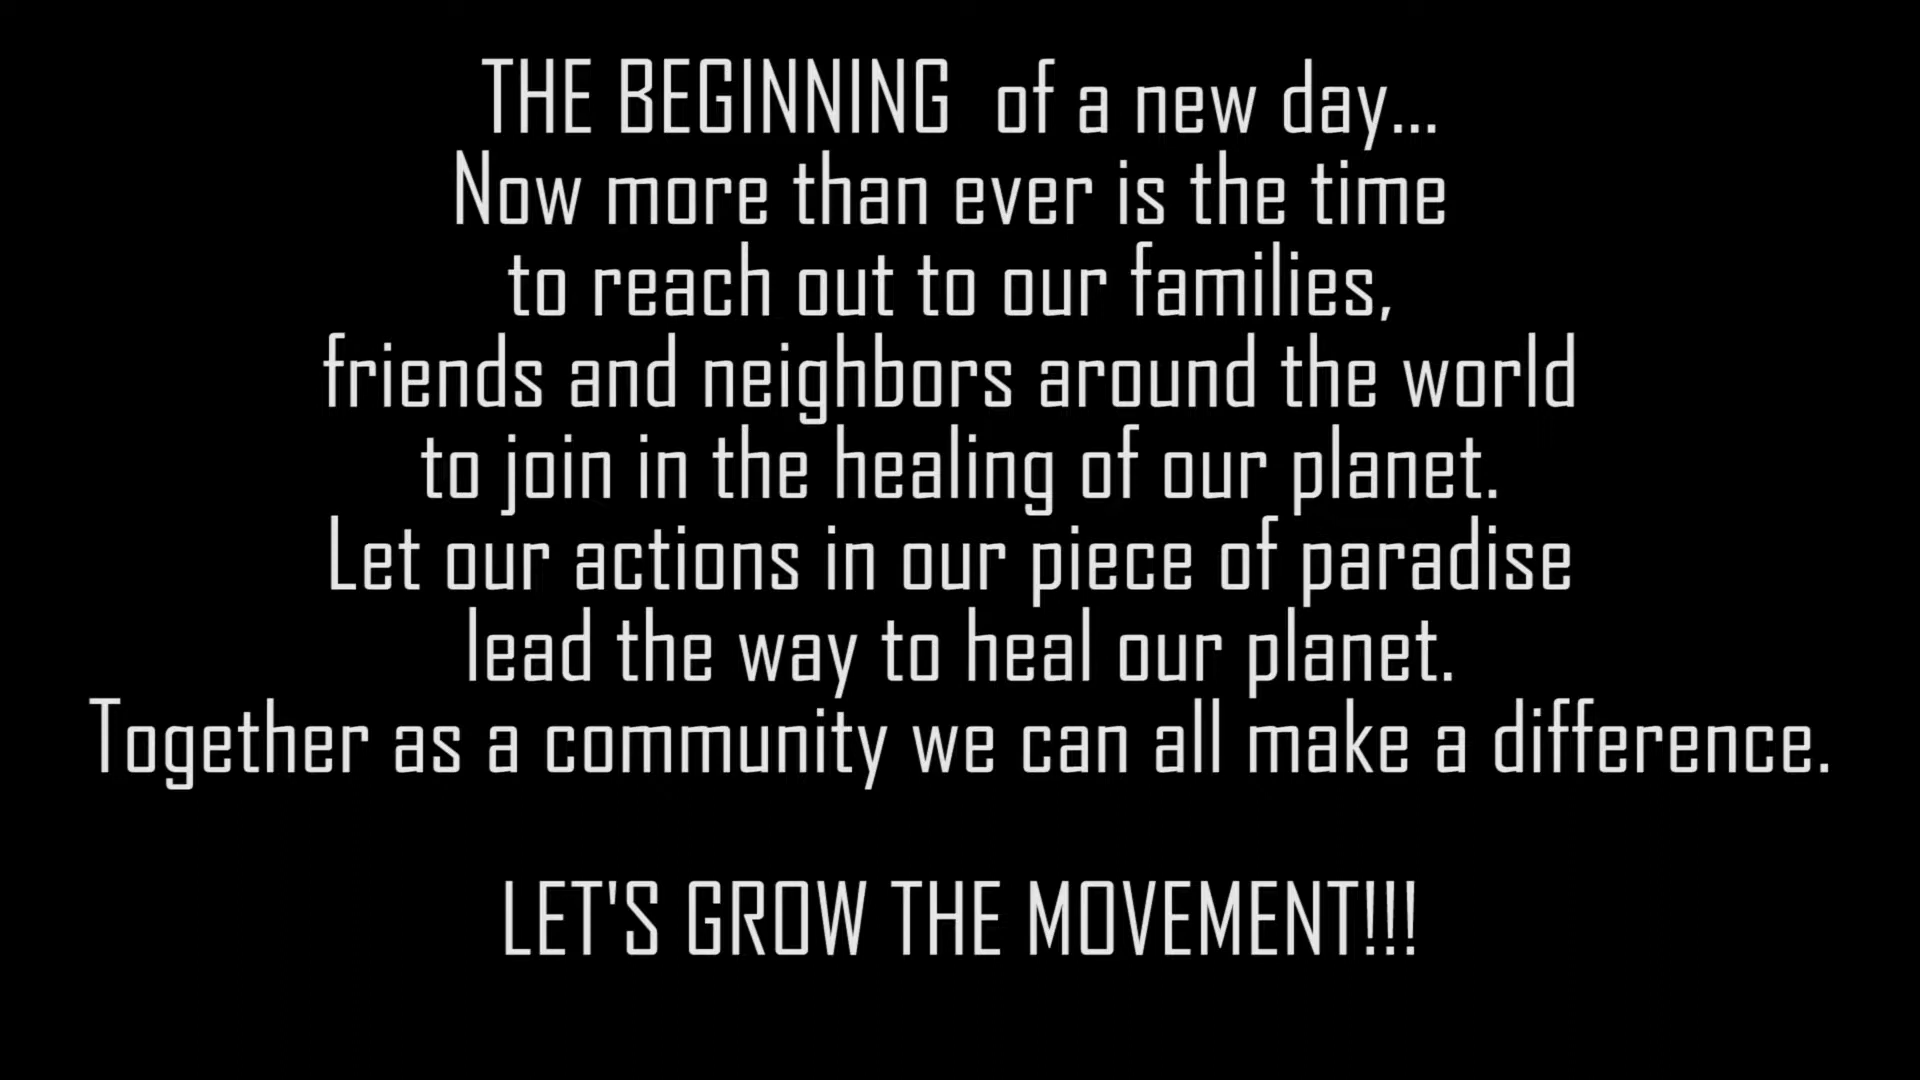 THE BEGINNING of a new day...
Now more than ever is the time
to reach out to our families,
friends and neighbors around the world
to join in the healing of our planet.
Let our actions in our piece of paradise
lead the way to heal our planet.
Together as a community we can all make a difference.
LET'S GROW THE MOVEMENT!!!